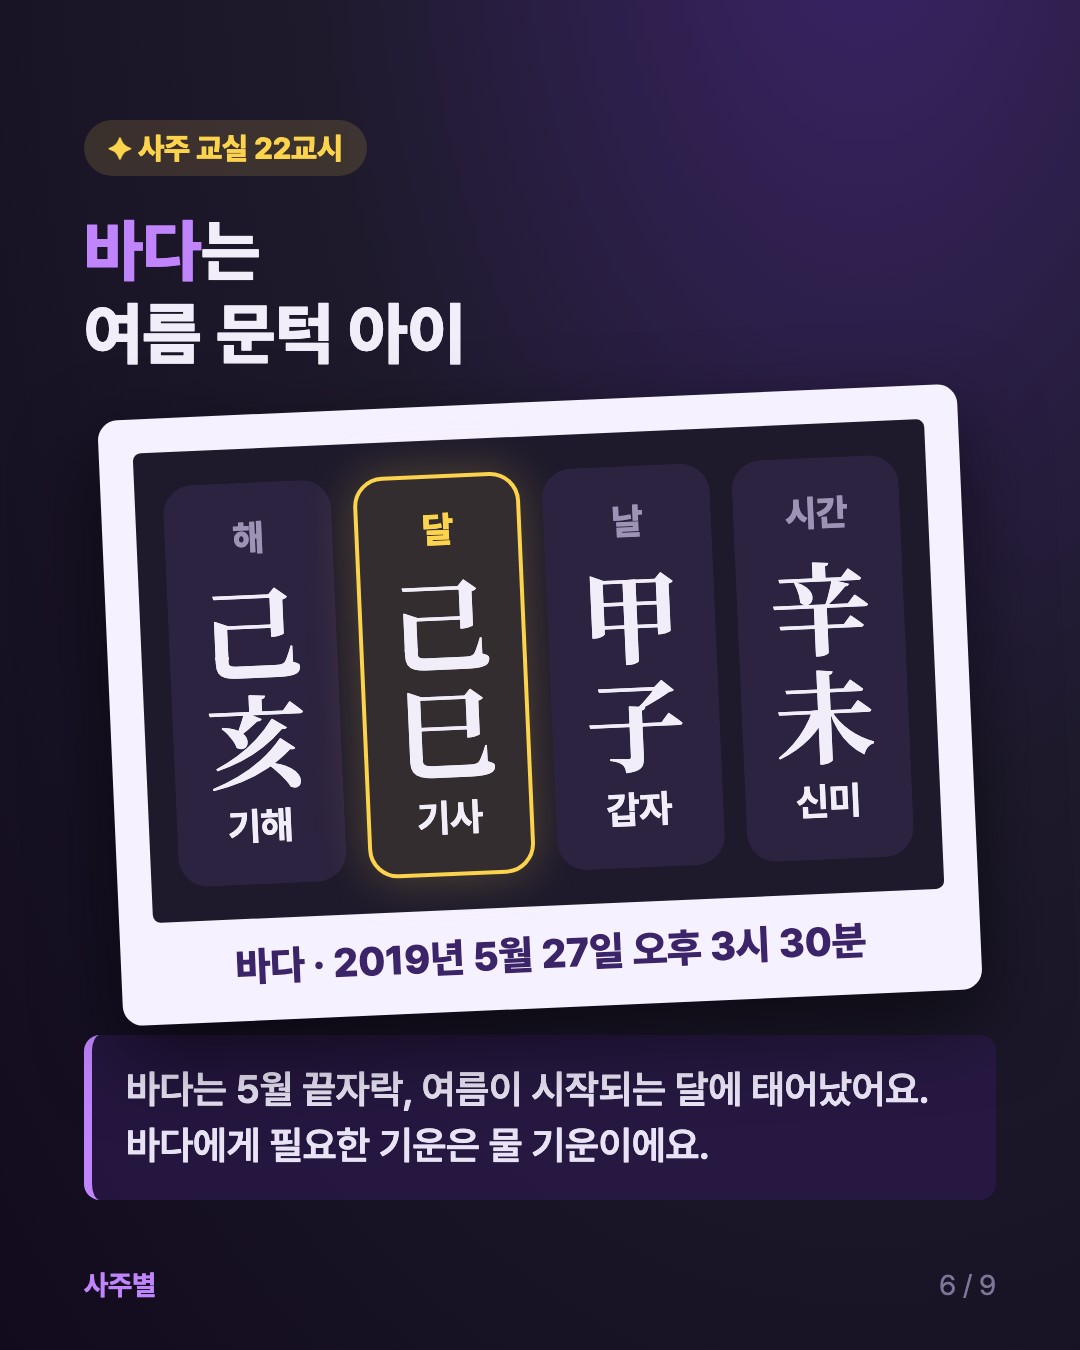 ✦ 사주 교실 22교시
바다는
여름 문턱 아이
해 달 날 시간
己 己 甲 辛
亥 巳 子 未
기해 기사 갑자 신미
바다 · 2019년 5월 27일 오후 3시 30분
바다는 5월 끝자락, 여름이 시작되는 달에 태어났어요.
바다에게 필요한 기운은 물 기운이에요.
사주별
6 / 9